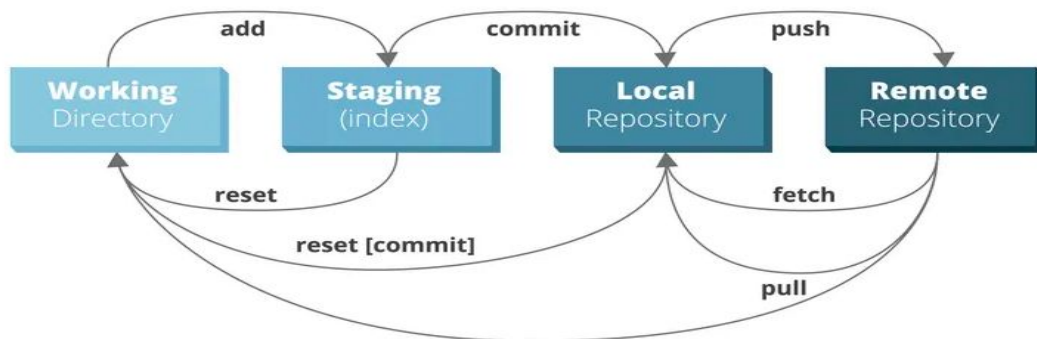 add
commit
push
Working
Directory
Staging
(index)
Local
Repository
Remote
Repository
reset
fetch
reset [commit]
pull